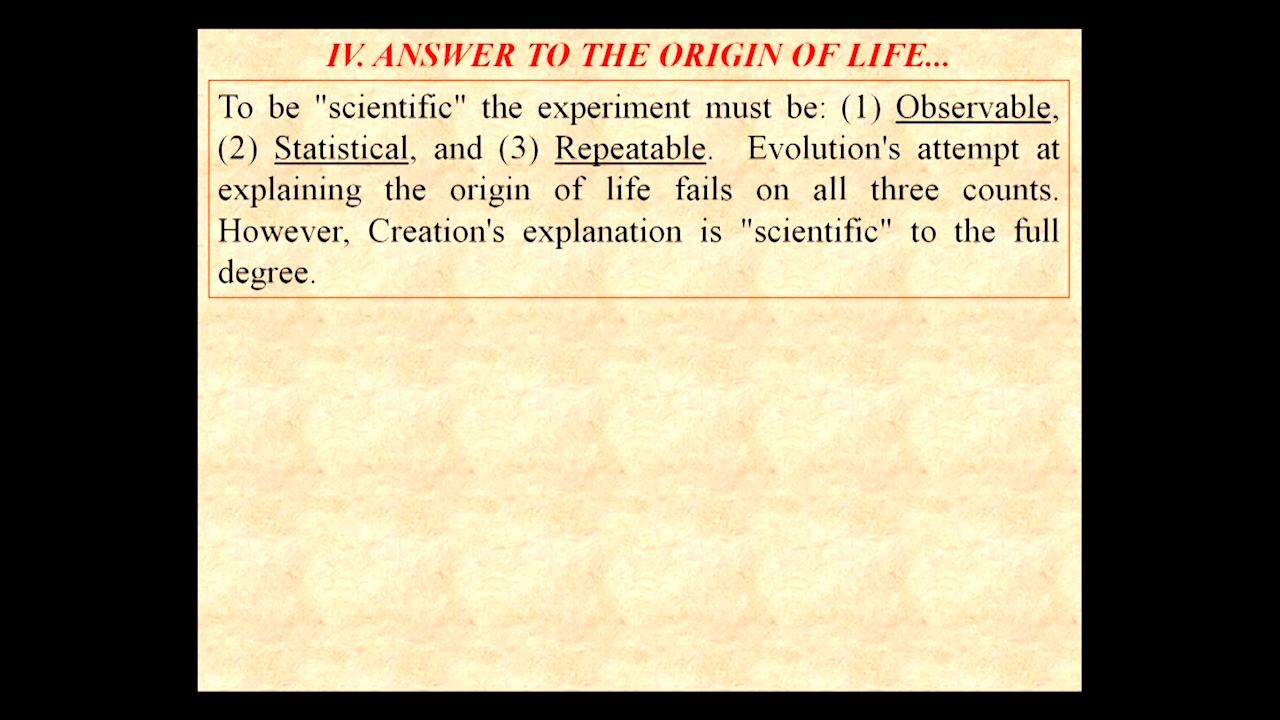 IV. ANSWER TO THE ORIGIN OF LIFE...
To be "scientific" the experiment must be: (1) Observable,
(2) Statistical, and (3) Repeatable. Evolution's attempt at
explaining the origin of life fails on all three counts.
However, Creation's explanation is "scientific" to the full
degree.